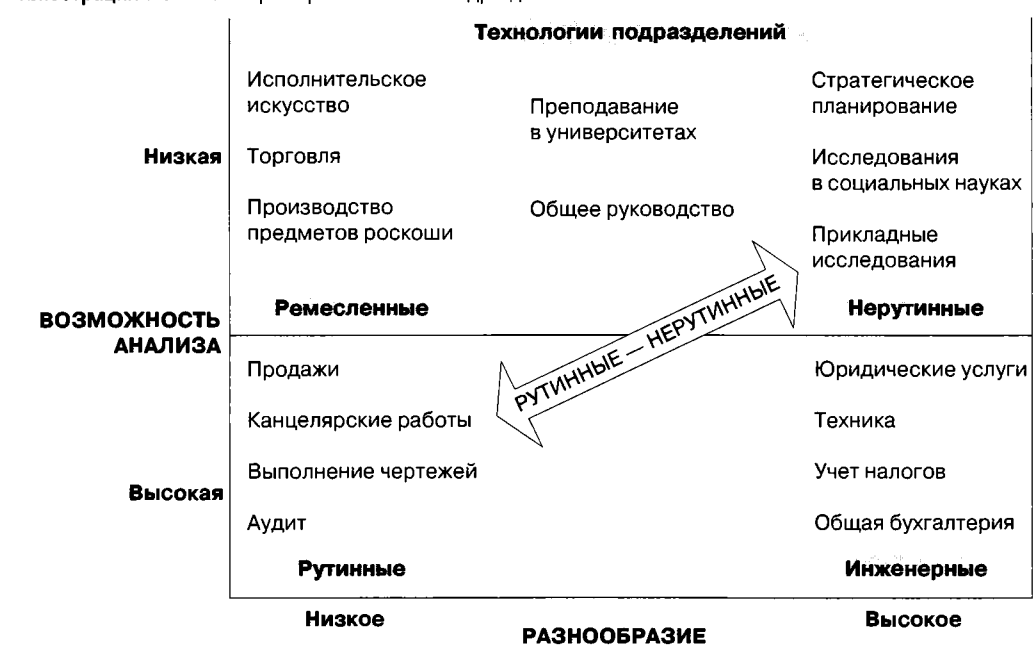 Технологии подразделений
Исполнительское
искусство
Преподавание
в университетах
Стратегическое
планирование
Низкая
Торговля
Исследования
в социальных науках
Производство
предметов роскоши
Общее руководство
Прикладные
исследования
Ремесленные
Нерутинные
ВОЗМОЖНОСТЬ
АНАЛИЗА
РУТИННЫЕ — НЕРУТИННЫЕ
Продажи
Юридические услуги
Канцелярские работы
Техника
Выполнение чертежей
Учет налогов
Высокая
Аудит
Общая бухгалтерия
Рутинные
Инженерные
Низкое
Высокое
РАЗНООБРАЗИЕ